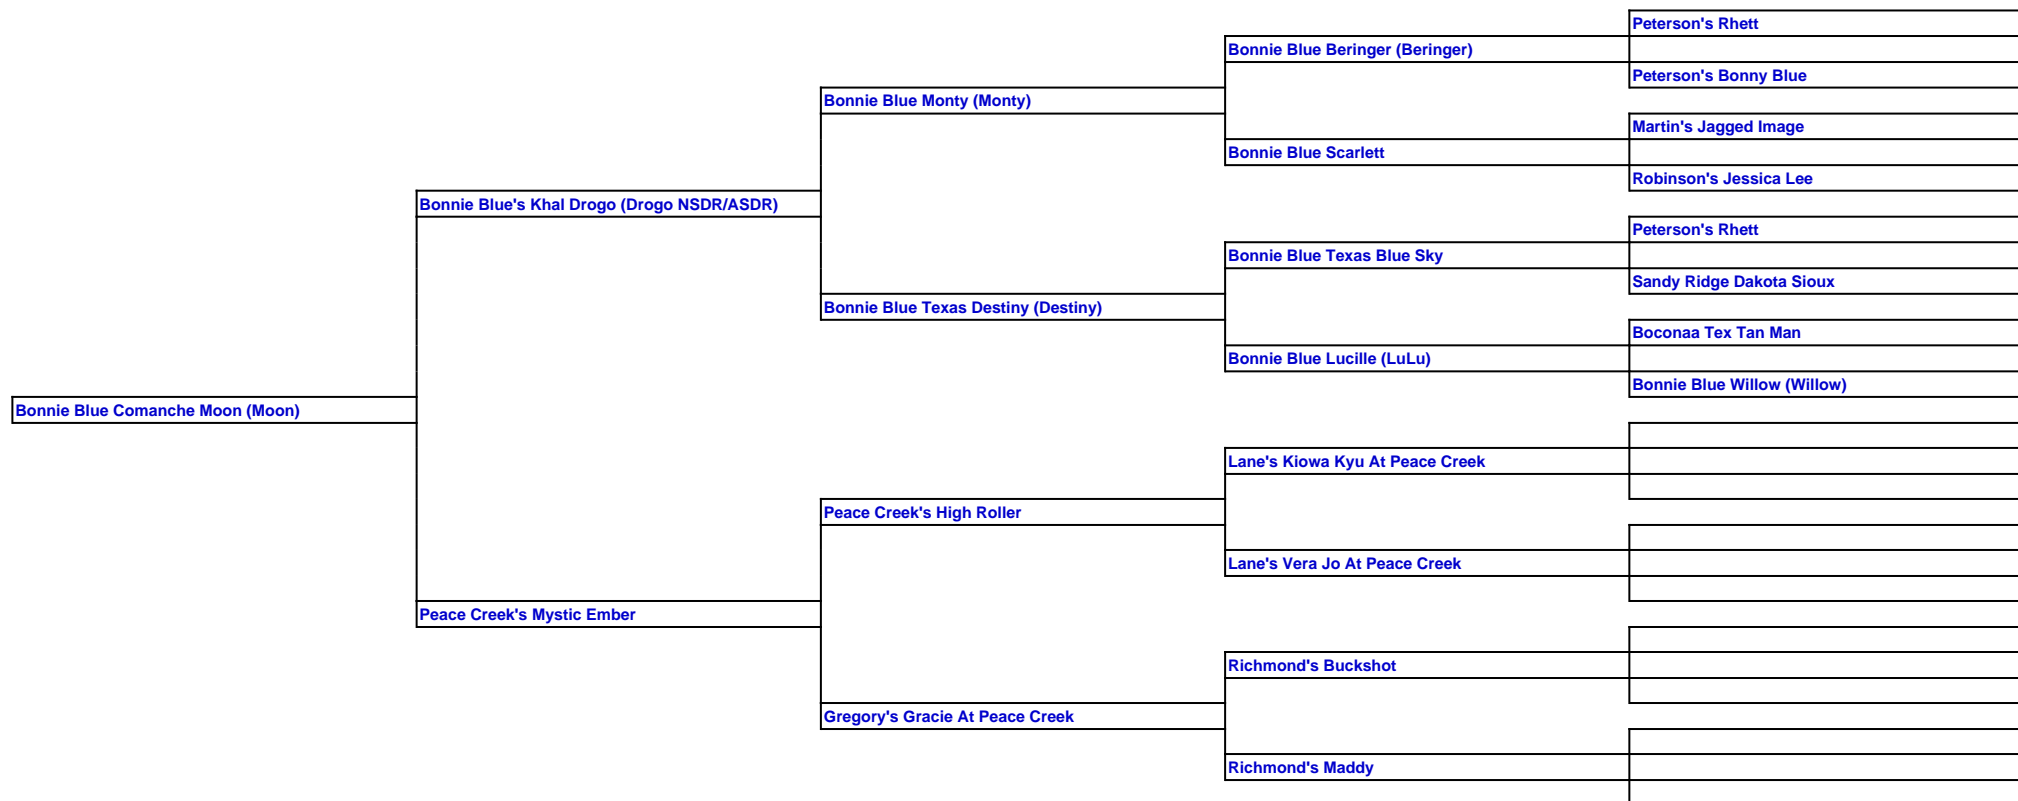 Peterson's Rhett
Bonnie Blue Beringer (Beringer)
Peterson's Bonny Blue
Bonnie Blue Monty (Monty)
Martin's Jagged Image
Bonnie Blue Scarlett
Robinson's Jessica Lee
Bonnie Blue's Khal Drogo (Drogo NSDR/ASDR)
Peterson's Rhett
Bonnie Blue Texas Blue Sky
Sandy Ridge Dakota Sioux
Bonnie Blue Texas Destiny (Destiny)
Boconaa Tex Tan Man
Bonnie Blue Lucille (LuLu)
Bonnie Blue Willow (Willow)
Bonnie Blue Comanche Moon (Moon)
Lane's Kiowa Kyu At Peace Creek
Peace Creek's High Roller
Lane's Vera Jo At Peace Creek
Peace Creek's Mystic Ember
Richmond's Buckshot
Gregory's Gracie At Peace Creek
Richmond's Maddy